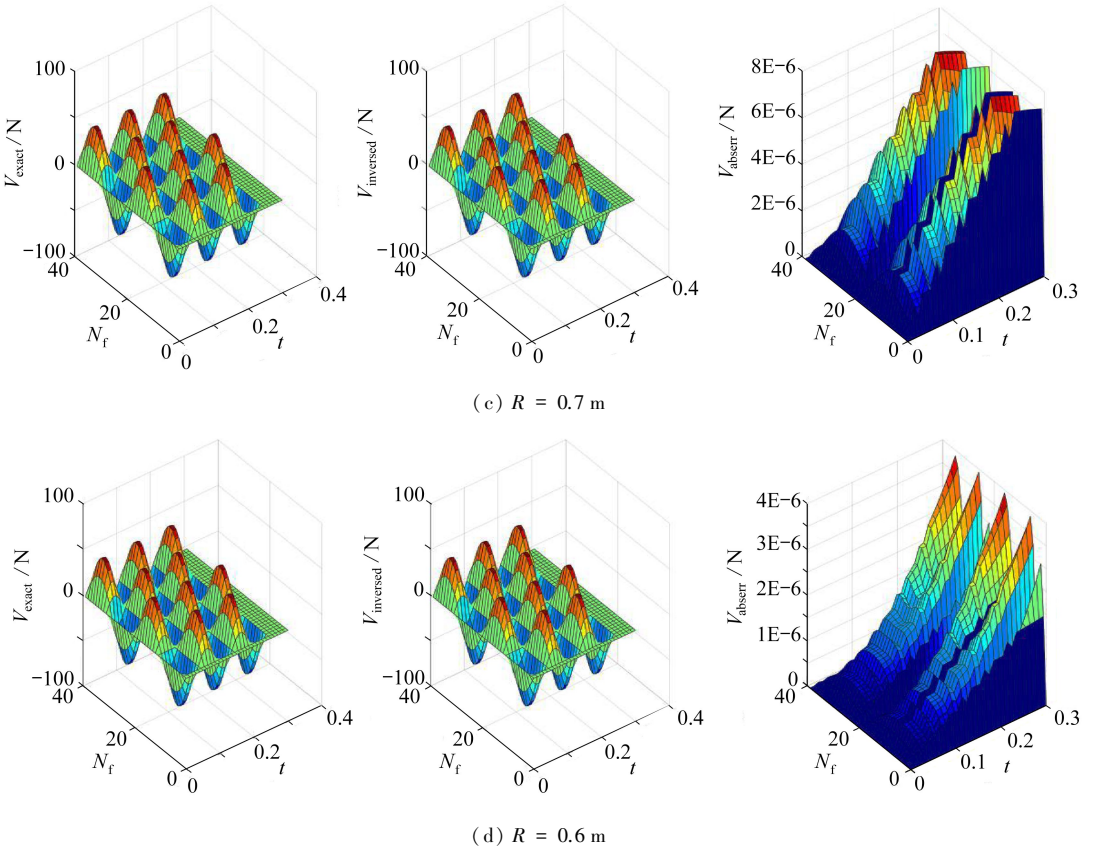 100
0
−100
V_exact / N
40
20
0
N_f
0
0.2
0.4
t
100
0
−100
V_inversed / N
40
20
0
N_f
0
0.2
0.4
t
8E−6
6E−6
4E−6
2E−6
0
V_abserr / N
40
20
0
N_f
0
0.1
0.2
0.3
t
(c) R = 0.7 m
100
0
−100
V_exact / N
40
20
0
N_f
0
0.2
0.4
t
100
0
−100
V_inversed / N
40
20
0
N_f
0
0.2
0.4
t
4E−6
3E−6
2E−6
1E−6
0
V_abserr / N
40
20
0
N_f
0
0.1
0.2
0.3
t
(d) R = 0.6 m